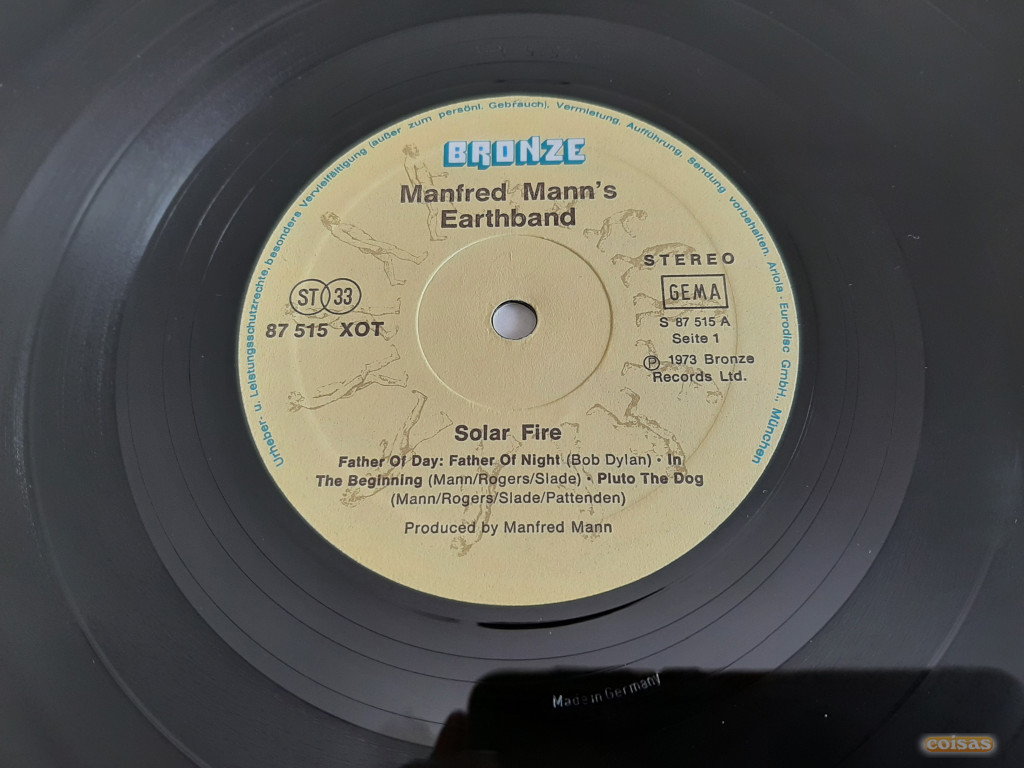 Urheber- u. Leistungsschutzrechte, besonders Vervielfältigung (außer zum persönl. Gebrauch), Vermietung, Aufführung, Sendung vorbehalten. Ariola - Eurodisc GmbH., München
BRONZE
Manfred Mann's
Earthband
STEREO
ST 33
GEMA
87 515 XOT
S 87 515 A
Seite 1
℗ 1973 Bronze
Records Ltd.
Solar Fire
Father Of Day: Father Of Night (Bob Dylan) · In
The Beginning (Mann/Rogers/Slade) · Pluto The Dog
(Mann/Rogers/Slade/Pattenden)
Produced by Manfred Mann
Made in Germany
coisas